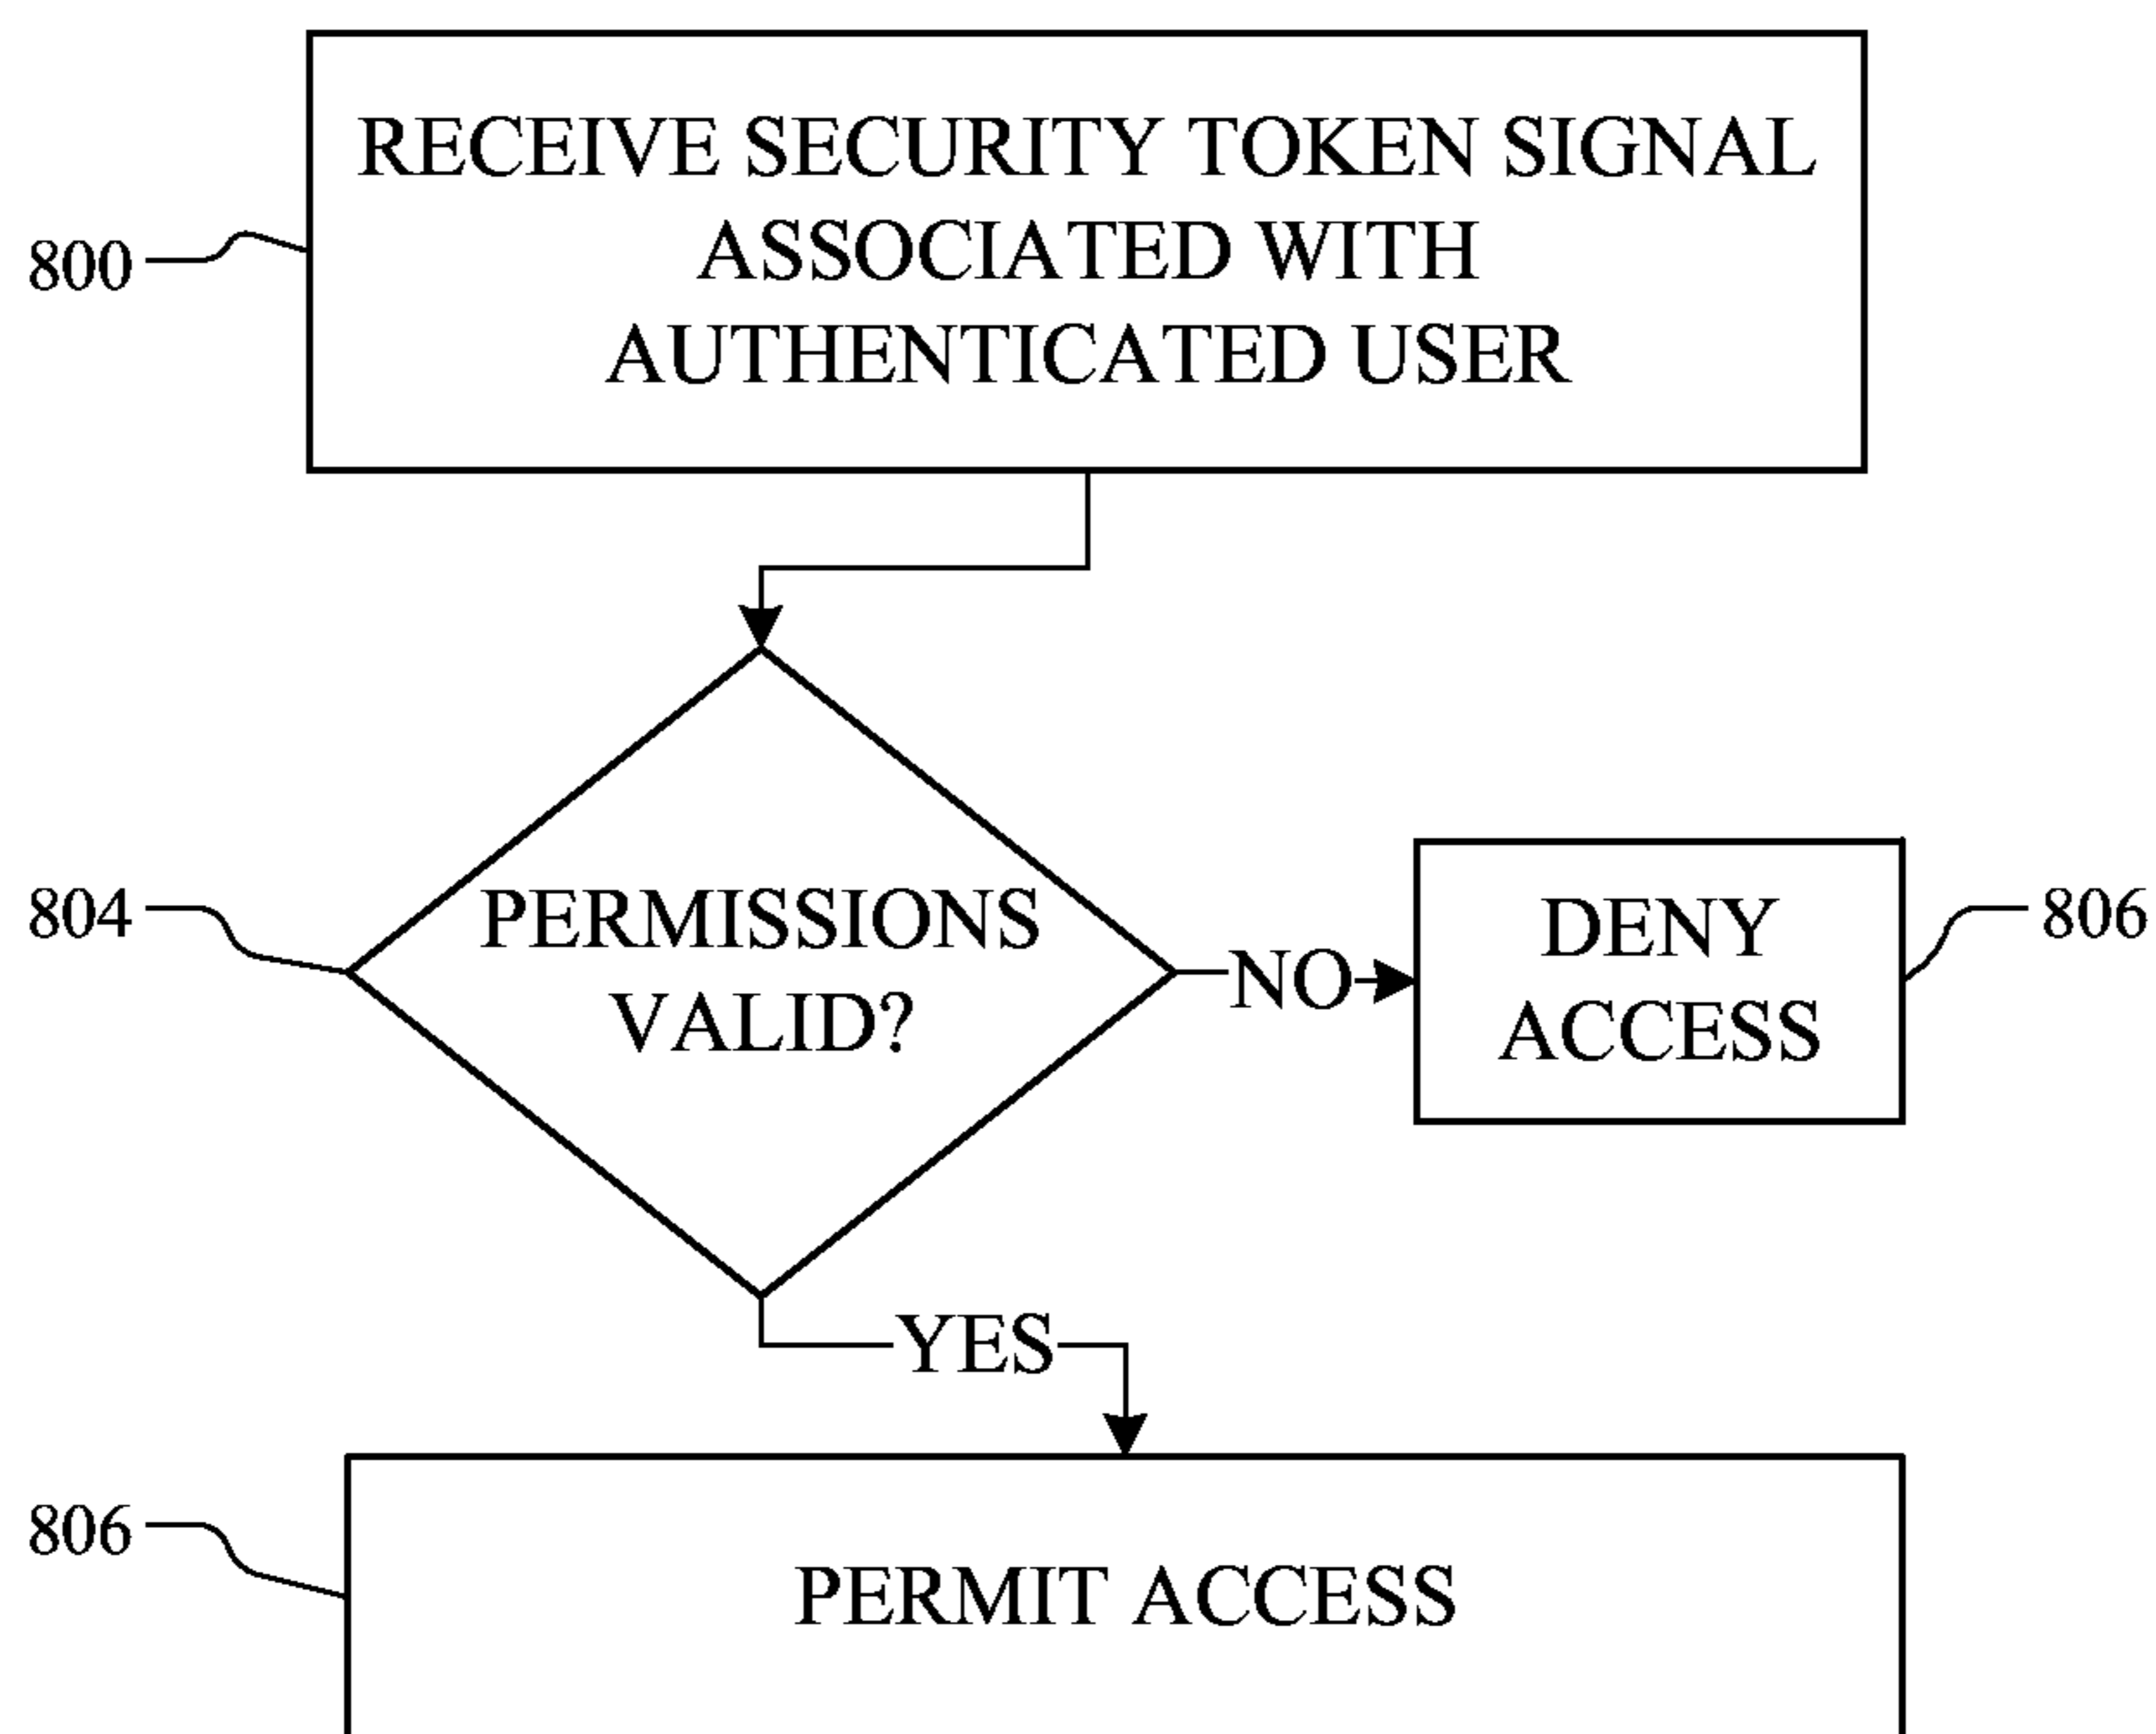 RECEIVE SECURITY TOKEN SIGNAL
ASSOCIATED WITH
AUTHENTICATED USER
800
PERMISSIONS
VALID?
804
NO
DENY
ACCESS
806
YES
806
PERMIT ACCESS